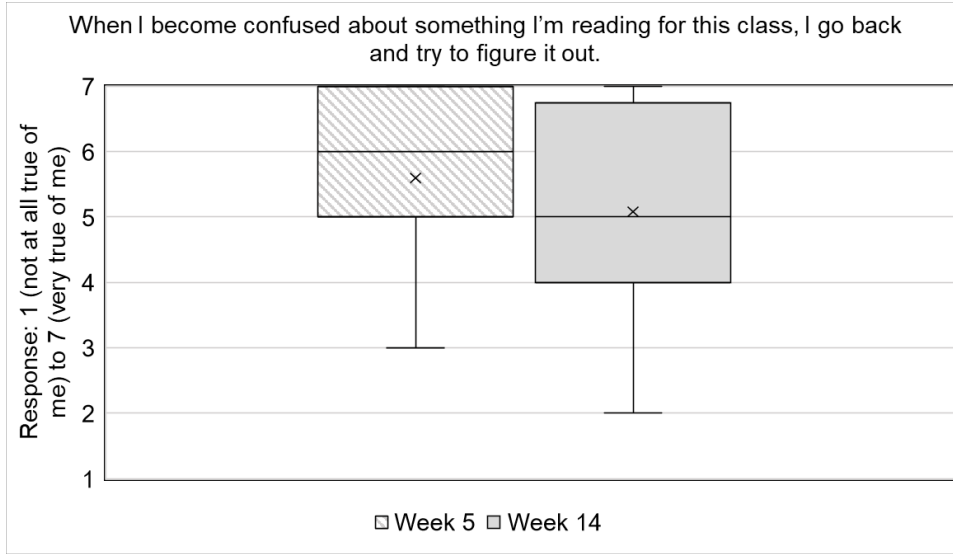 When I become confused about something I'm reading for this class, I go back
and try to figure it out.
Response: 1 (not at all true of
me) to 7 (very true of me)
7
6
5
4
3
2
1
Week 5
Week 14